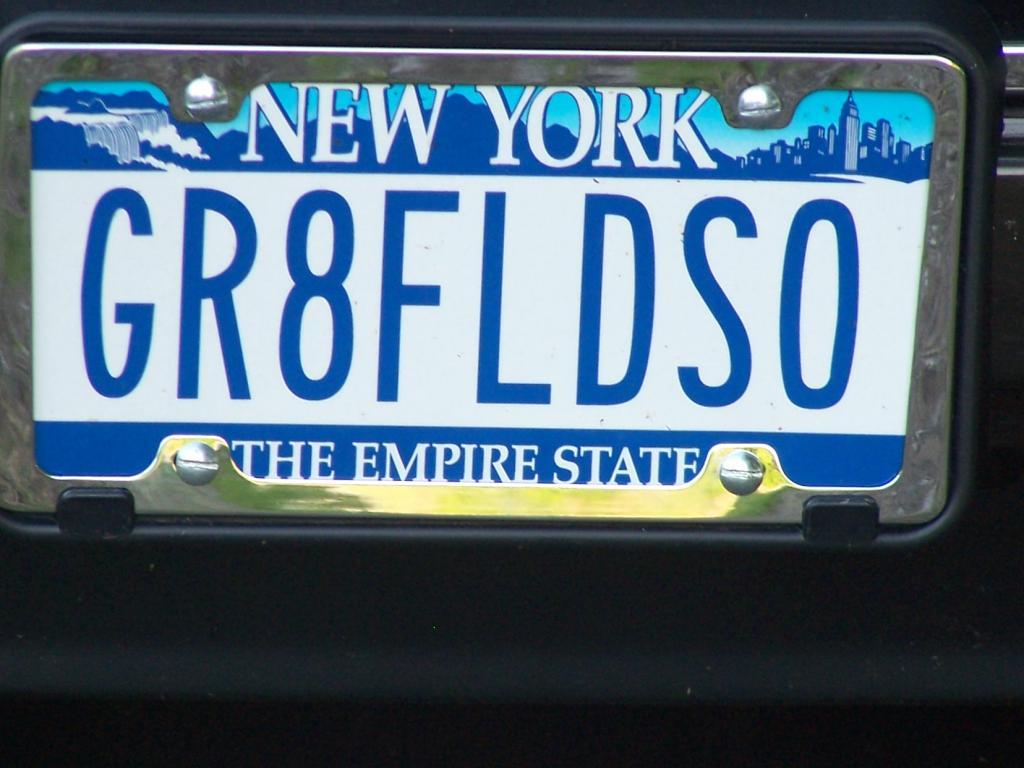 NEW YORK
GR8FLDSO
THE EMPIRE STATE